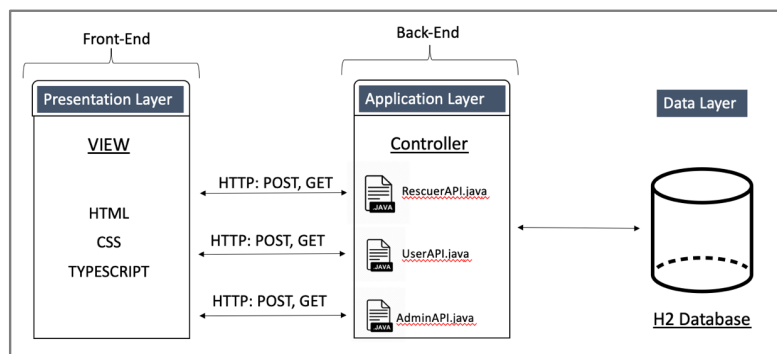 Front-End
Back-End
Presentation Layer
Application Layer
Data Layer
VIEW
Controller
HTTP: POST, GET
.JAVA
RescuerAPI.java
HTML
CSS
TYPESCRIPT
HTTP: POST, GET
.JAVA
UserAPI.java
HTTP: POST, GET
.JAVA
AdminAPI.java
H2 Database